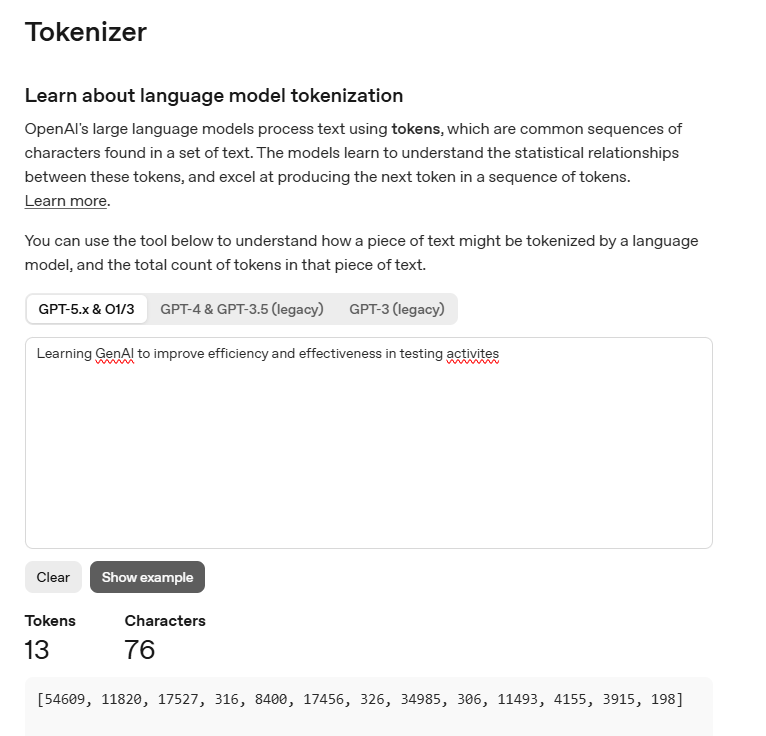 Tokenizer
Learn about language model tokenization
OpenAI's large language models process text using tokens, which are common sequences of
characters found in a set of text. The models learn to understand the statistical relationships
between these tokens, and excel at producing the next token in a sequence of tokens.
Learn more.
You can use the tool below to understand how a piece of text might be tokenized by a language
model, and the total count of tokens in that piece of text.
GPT-5.x & O1/3 GPT-4 & GPT-3.5 (legacy) GPT-3 (legacy)
Learning GenAI to improve efficiency and effectiveness in testing activites
Clear Show example
Tokens Characters
13 76
[54609, 11820, 17527, 316, 8400, 17456, 326, 34985, 306, 11493, 4155, 3915, 198]